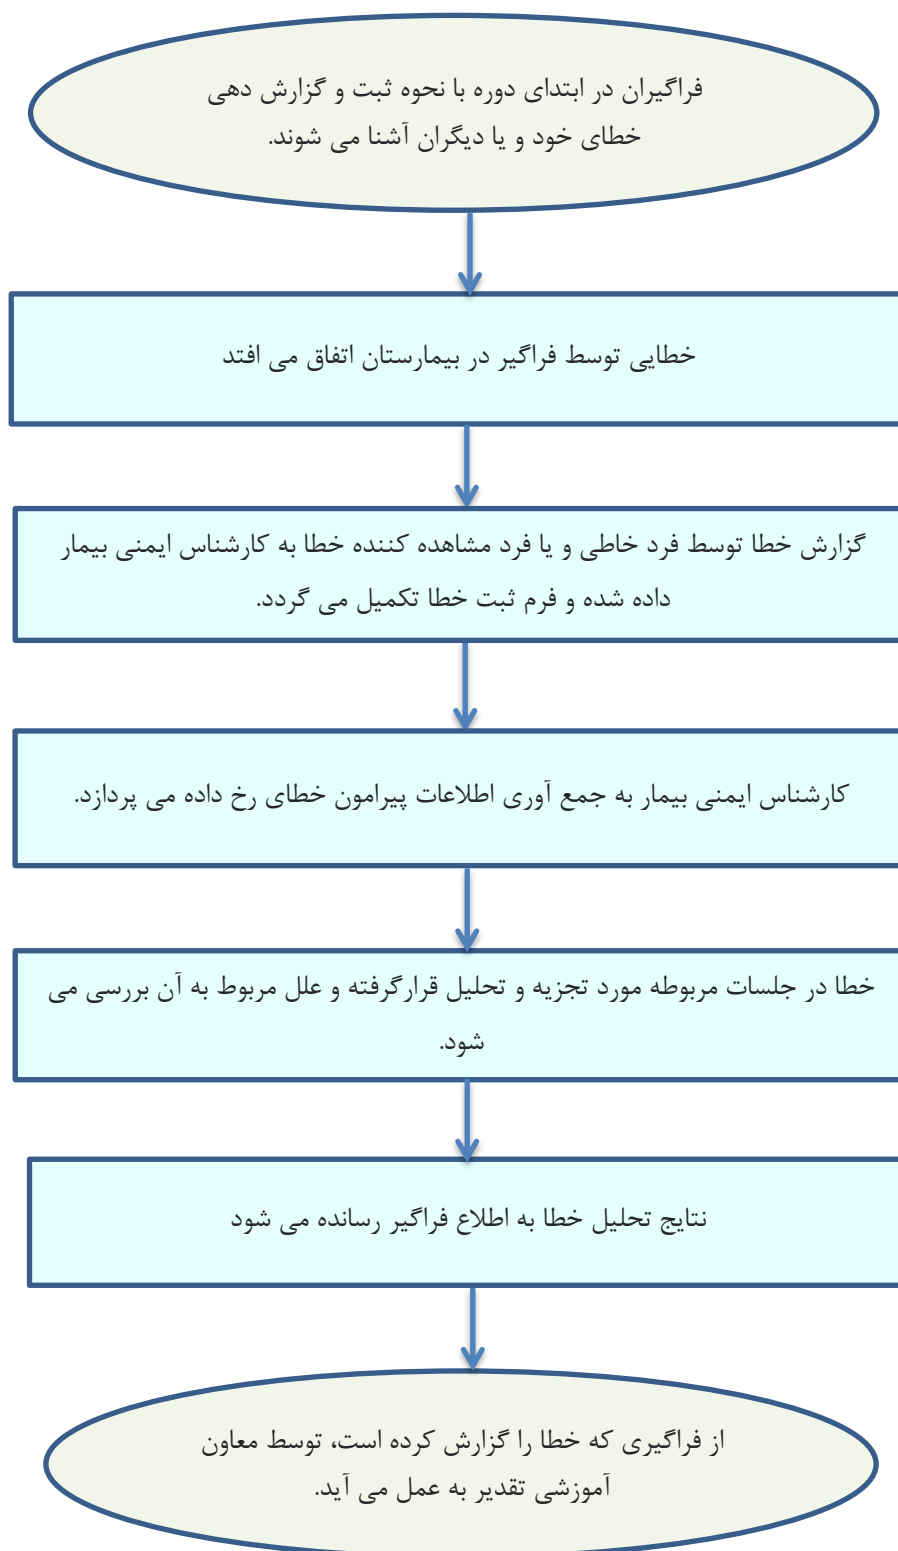 فراگیران در ابتدای دوره با نحوه ثبت و گزارش دهی
خطای خود و یا دیگران آشنا می شوند.
خطایی توسط فراگیر در بیمارستان اتفاق می افتد
گزارش خطا توسط فرد خاطی و یا فرد مشاهده کننده خطا به کارشناس ایمنی بیمار
داده شده و فرم ثبت خطا تکمیل می گردد.
کارشناس ایمنی بیمار به جمع آوری اطلاعات پیرامون خطای رخ داده می پردازد.
خطا در جلسات مربوطه مورد تجزیه و تحلیل قرارگرفته و علل مربوط به آن بررسی می
شود.
نتایج تحلیل خطا به اطلاع فراگیر رسانده می شود
از فراگیری که خطا را گزارش کرده است، توسط معاون
آموزشی تقدیر به عمل می آید.